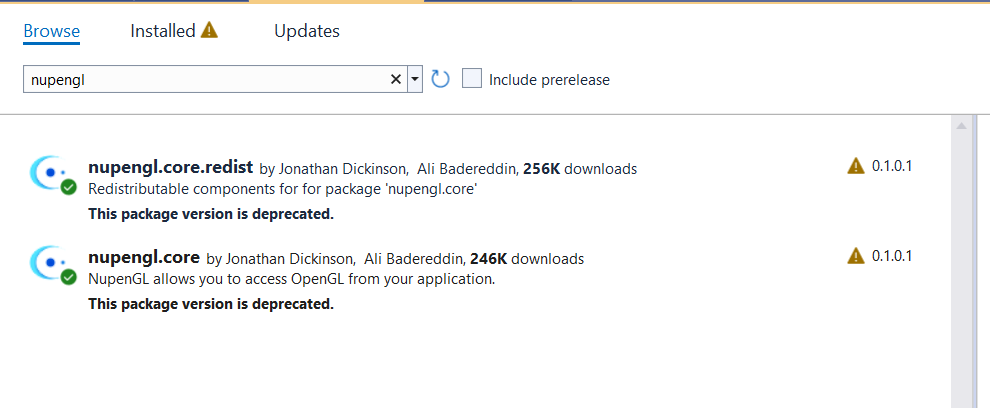 Browse Installed Updates
nupengl Include prerelease
nupengl.core.redist by Jonathan Dickinson, Ali Badereddin, 256K downloads 0.1.0.1
Redistributable components for for package 'nupengl.core'
This package version is deprecated.
nupengl.core by Jonathan Dickinson, Ali Badereddin, 246K downloads 0.1.0.1
NupenGL allows you to access OpenGL from your application.
This package version is deprecated.